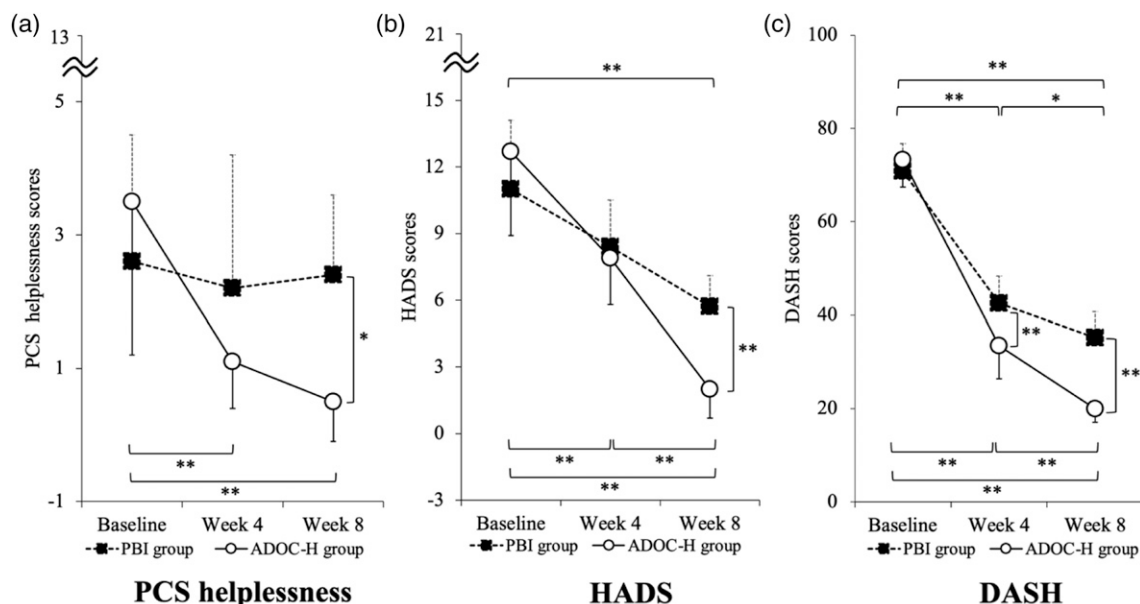 (a)
13
5
3
1
-1
PCS helplessness scores
*
**
**
Baseline Week 4 Week 8
PBI group ADOC-H group
PCS helplessness
(b)
21
15
12
9
6
3
0
-3
HADS scores
**
**
**
**
**
Baseline Week 4 Week 8
PBI group ADOC-H group
HADS
(c)
100
80
60
40
20
0
DASH scores
**
**
*
**
**
**
**
**
Baseline Week 4 Week 8
PBI group ADOC-H group
DASH